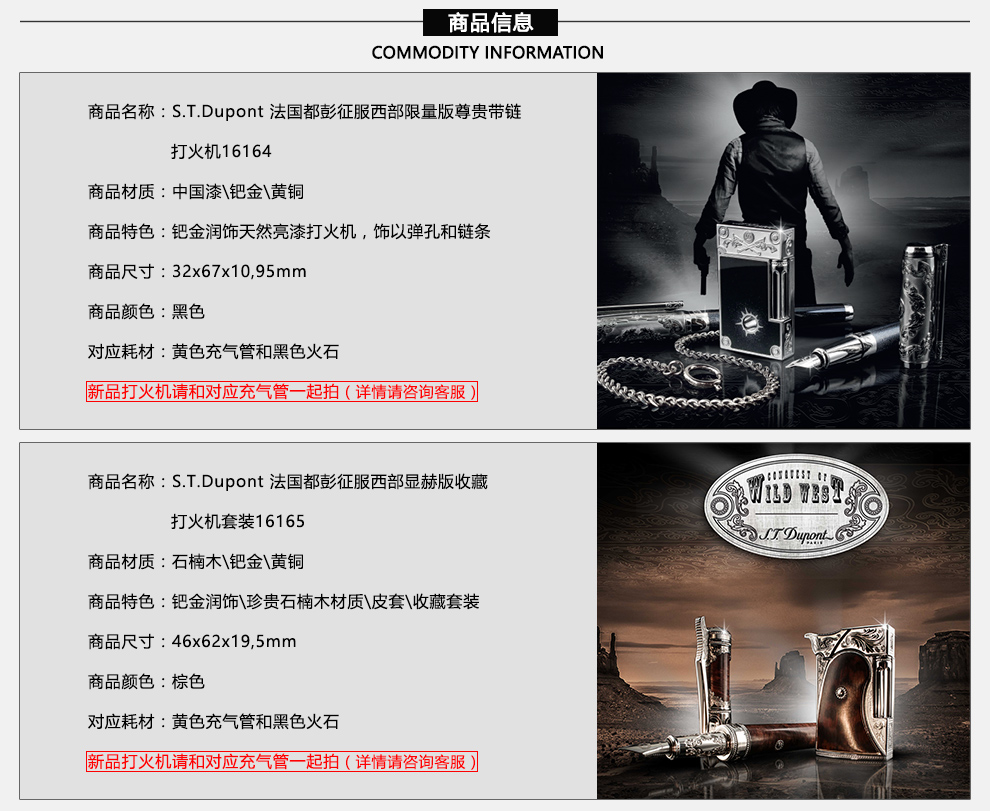 商品信息
COMMODITY INFORMATION
商品名称：S.T.Dupont 法国都彭征服西部限量版尊贵带链
打火机16164
商品材质：中国漆\钯金\黄铜
商品特色：钯金润饰天然亮漆打火机，饰以弹孔和链条
商品尺寸：32x67x10,95mm
商品颜色：黑色
对应耗材：黄色充气管和黑色火石
新品打火机请和对应充气管一起拍（详情请咨询客服）
商品名称：S.T.Dupont 法国都彭征服西部显赫版收藏
打火机套装16165
商品材质：石楠木\钯金\黄铜
商品特色：钯金润饰\珍贵石楠木材质\皮套\收藏套装
商品尺寸：46x62x19,5mm
商品颜色：棕色
对应耗材：黄色充气管和黑色火石
新品打火机请和对应充气管一起拍（详情请咨询客服）
CONQUEST OF
WILD WEST
S.T. Dupont
PARIS